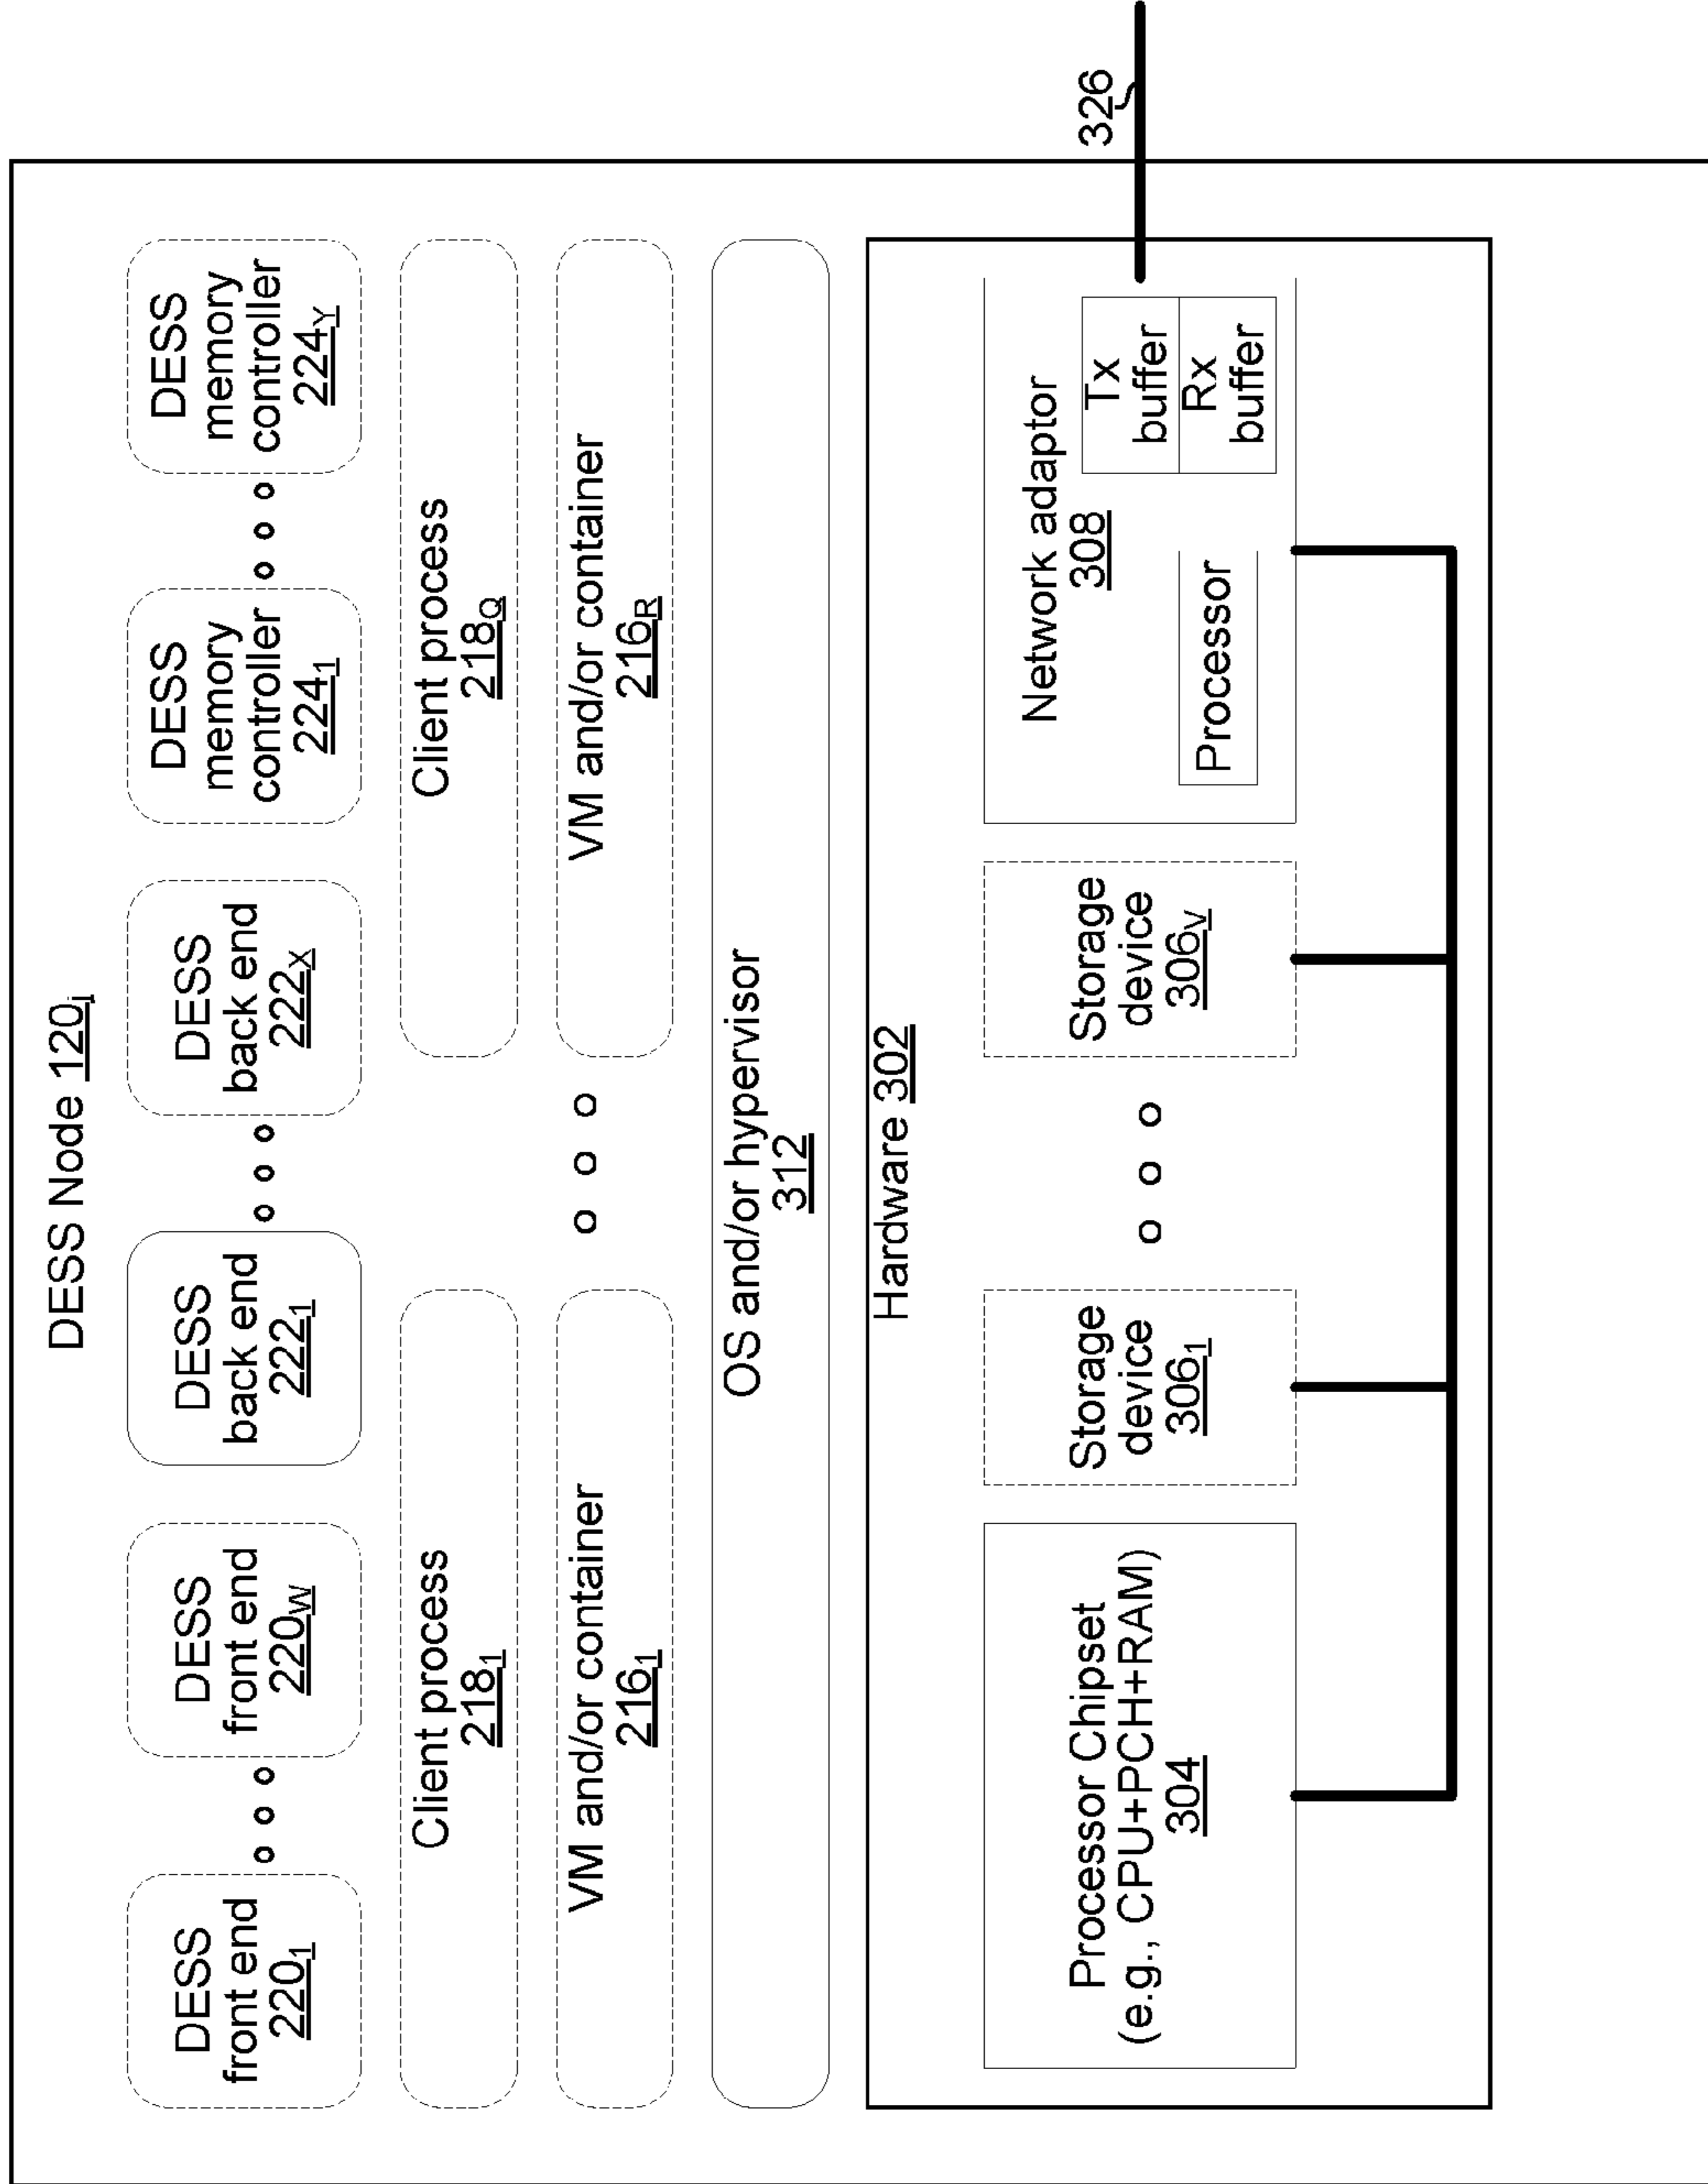 DESS Node 120j
DESS
front end
220₁
DESS
front end
220W
DESS
back end
222₁
DESS
back end
222X
DESS
memory
controller
224₁
DESS
memory
controller
224Y
Client process
218₁
Client process
218Q
VM and/or container
216₁
VM and/or container
216R
OS and/or hypervisor
312
Hardware 302
Processor Chipset
(e.g., CPU+PCH+RAM)
304
Storage
device
306₁
Storage
device
306V
Network adaptor
308
Processor
Tx
buffer
Rx
buffer
326